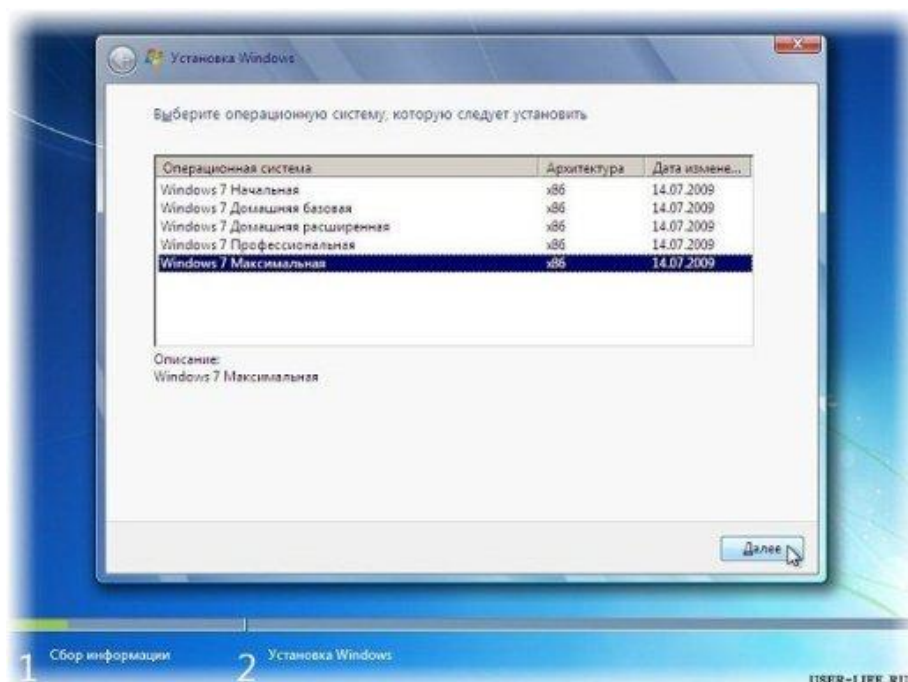 Установка Windows
Выберите операционную систему, которую следует установить
Операционная система Архитектура Дата измене...
Windows 7 Начальная x86 14.07.2009
Windows 7 Домашняя базовая x86 14.07.2009
Windows 7 Домашняя расширенная x86 14.07.2009
Windows 7 Профессиональная x86 14.07.2009
Windows 7 Максимальная x86 14.07.2009
Описание:
Windows 7 Максимальная
Далее
1 Сбор информации 2 Установка Windows
USER-LIFE.RU